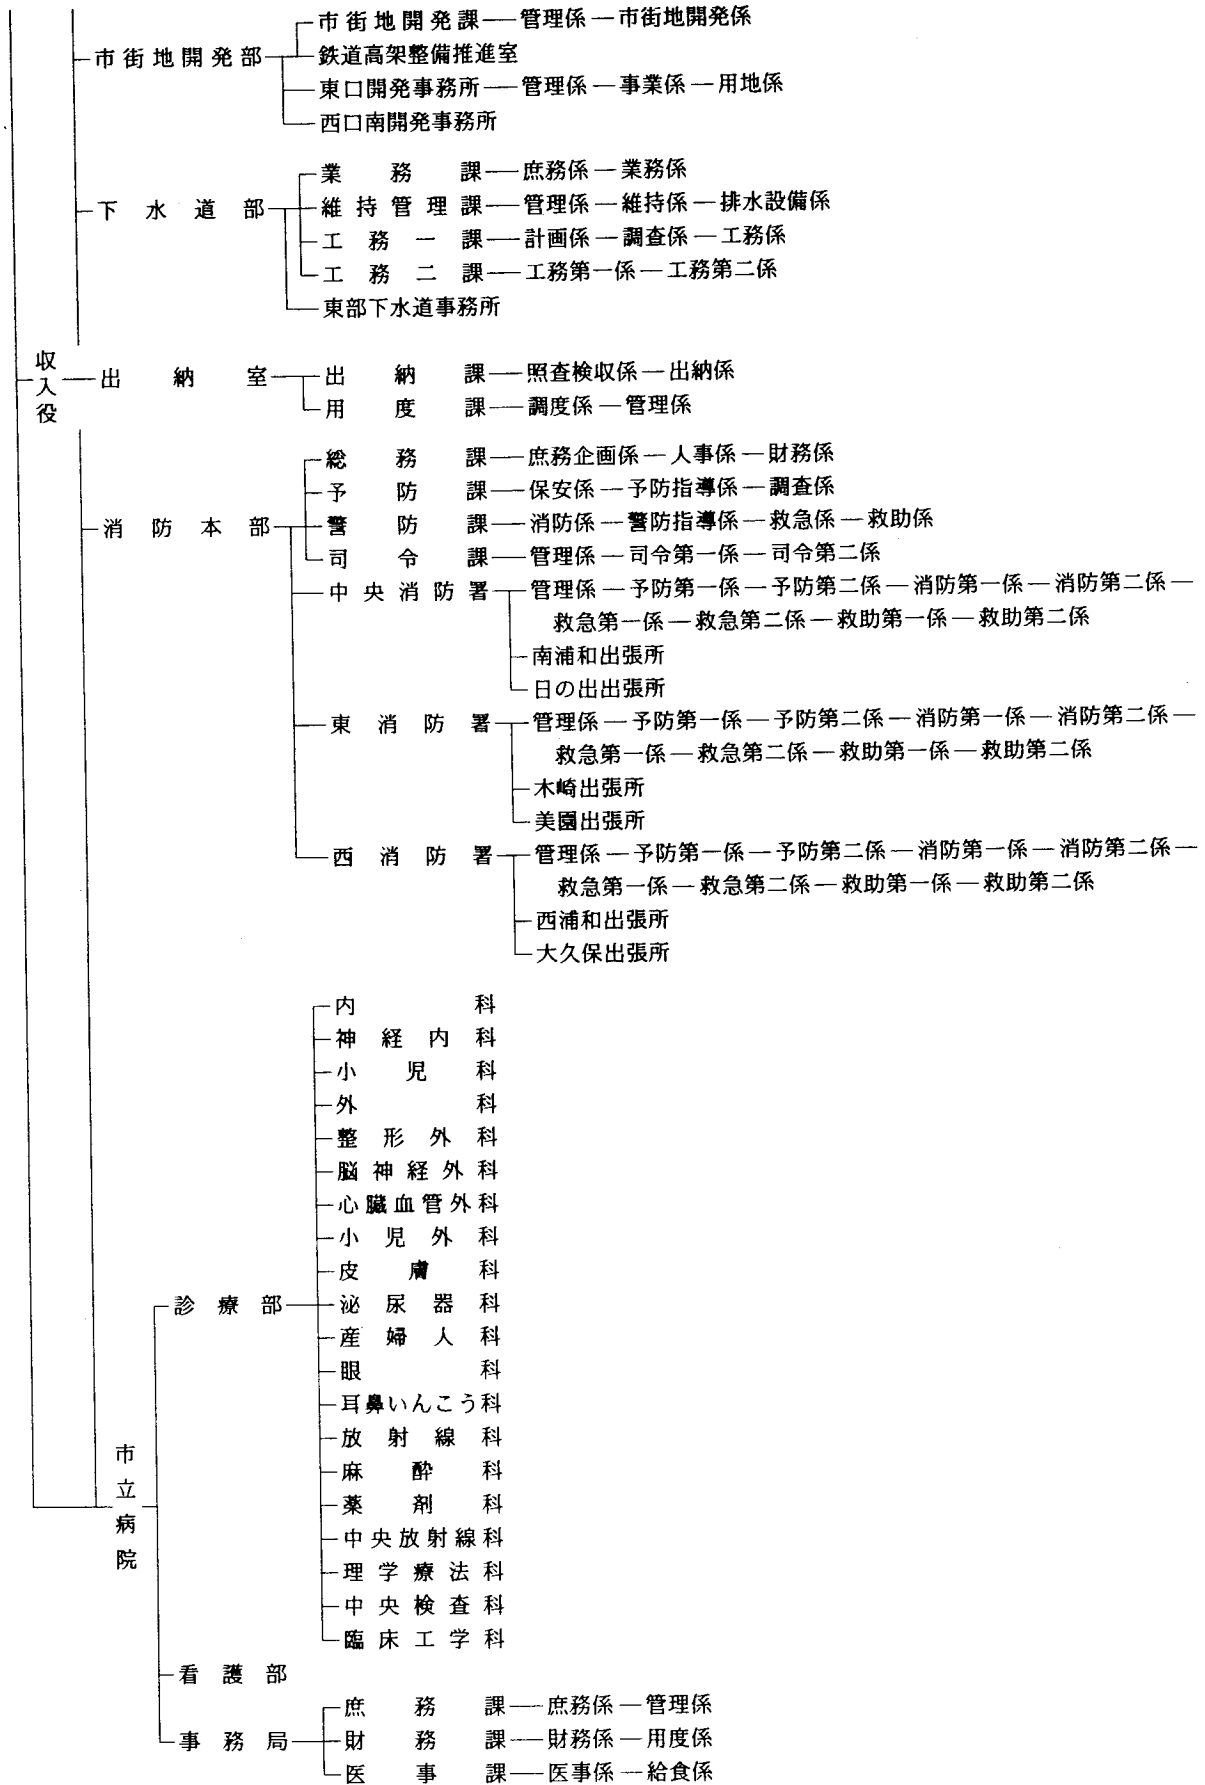 市街地開発課――管理係―市街地開発係
市街地開発部
鉄道高架整備推進室
東口開発事務所――管理係―事業係―用地係
西口南開発事務所
業務課――庶務係―業務係
下水道部
維持管理課――管理係―維持係―排水設備係
工務一課――計画係―調査係―工務係
工務二課――工務第一係―工務第二係
東部下水道事務所
収入役
出納室
出納課――照査検収係―出納係
用度課――調度係―管理係
総務課――庶務企画係―人事係―財務係
予防課――保安係―予防指導係―調査係
消防本部
警防課――消防係―警防指導係―救急係―救助係
司令課――管理係―司令第一係―司令第二係
中央消防署――管理係―予防第一係―予防第二係―消防第一係―消防第二係―
救急第一係―救急第二係―救助第一係―救助第二係
南浦和出張所
日の出出張所
東消防署――管理係―予防第一係―予防第二係―消防第一係―消防第二係―
救急第一係―救急第二係―救助第一係―救助第二係
木崎出張所
美園出張所
西消防署――管理係―予防第一係―予防第二係―消防第一係―消防第二係―
救急第一係―救急第二係―救助第一係―救助第二係
西浦和出張所
大久保出張所
市立病院
診療部
内科
神経内科
小児科
外科
整形外科
脳神経外科
心臓血管外科
小児外科
皮膚科
泌尿器科
産婦人科
眼科
耳鼻いんこう科
放射線科
麻酔科
薬剤科
中央放射線科
理学療法科
中央検査科
臨床工学科
看護部
事務局
庶務課――庶務係―管理係
財務課――財務係―用度係
医事課――医事係―給食係